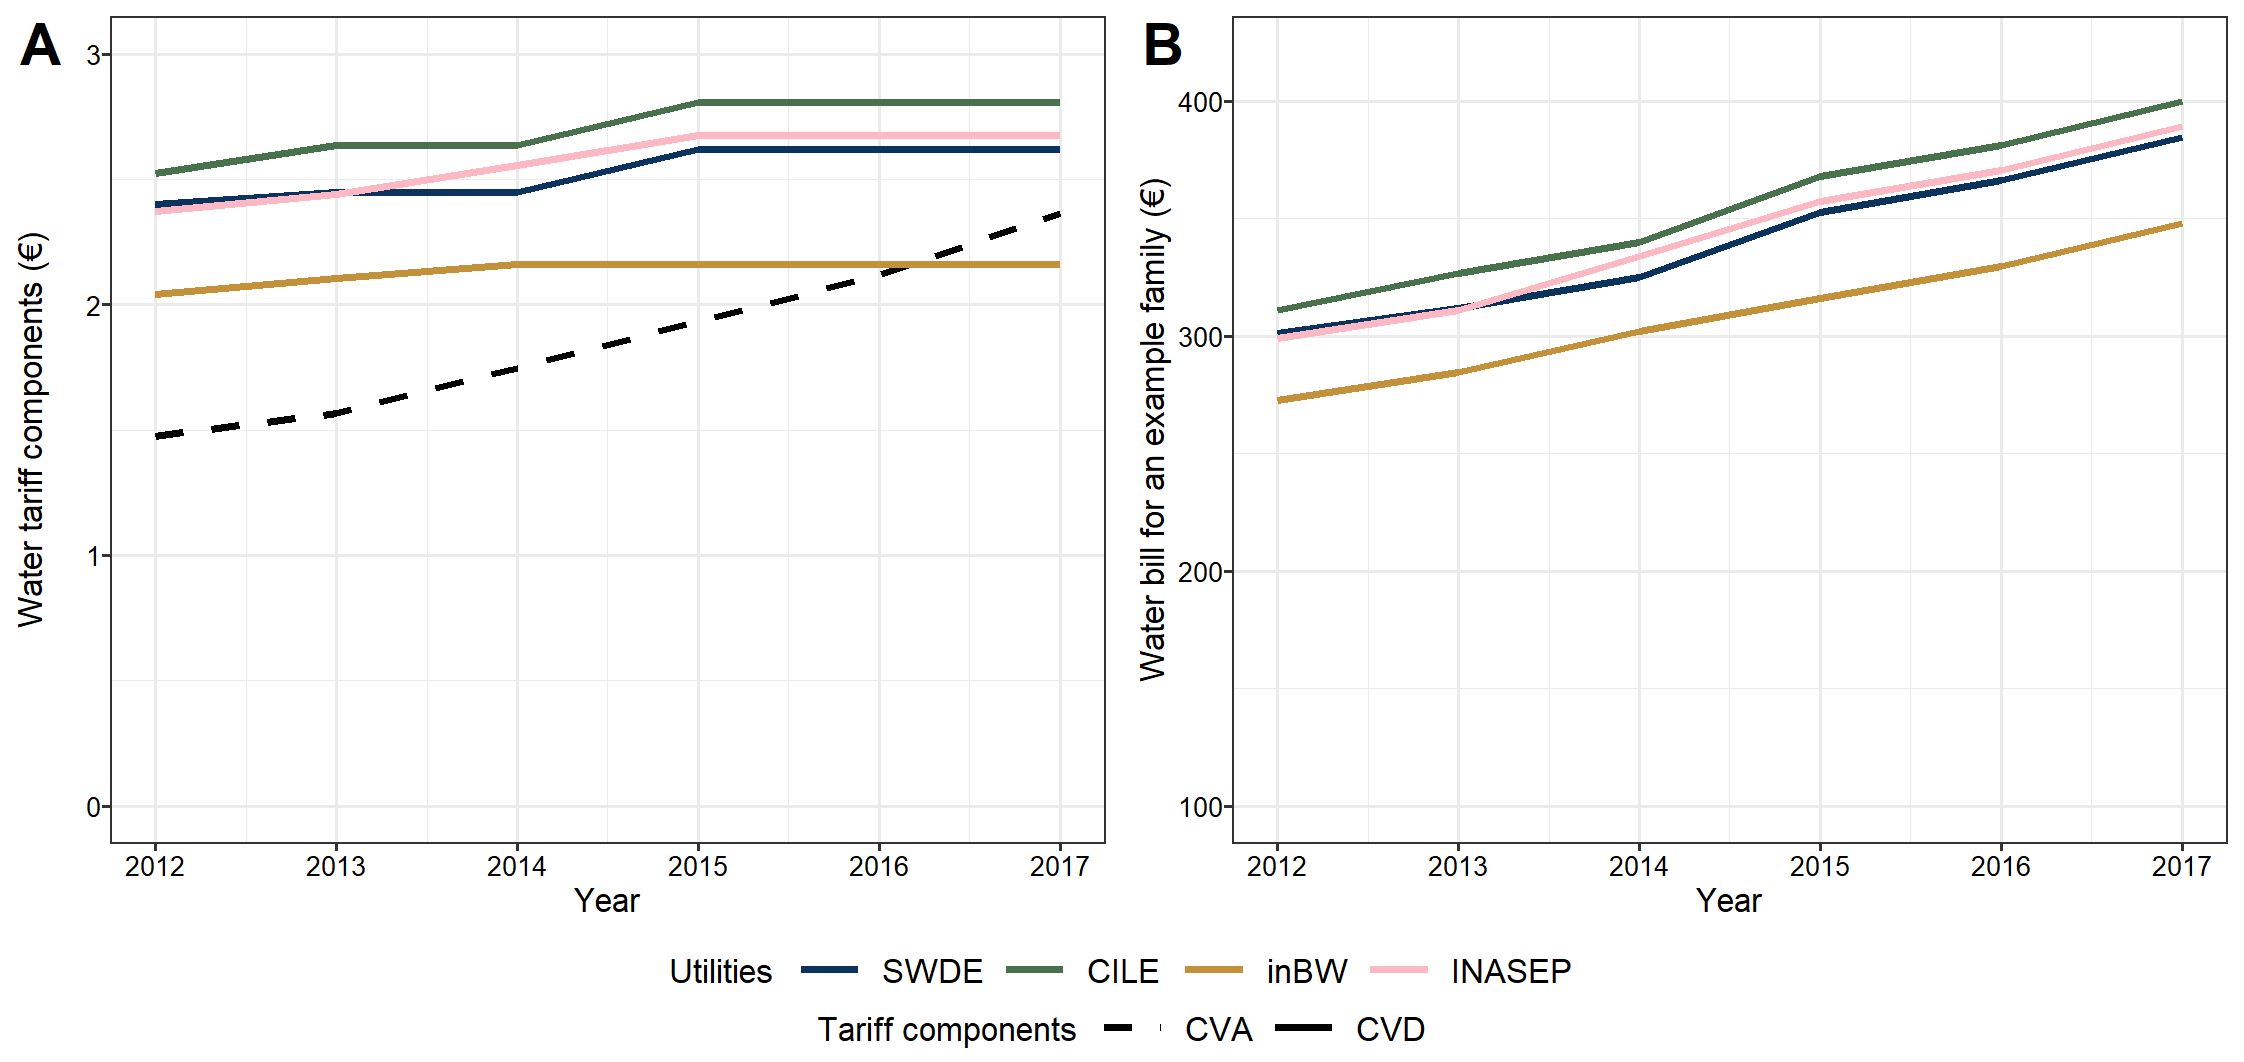 A
Water tariff components (€)
3
2
1
0
2012 2013 2014 2015 2016 2017
Year
B
Water bill for an example family (€)
400
300
200
100
2012 2013 2014 2015 2016 2017
Year
Utilities SWDE CILE inBW INASEP
Tariff components CVA CVD